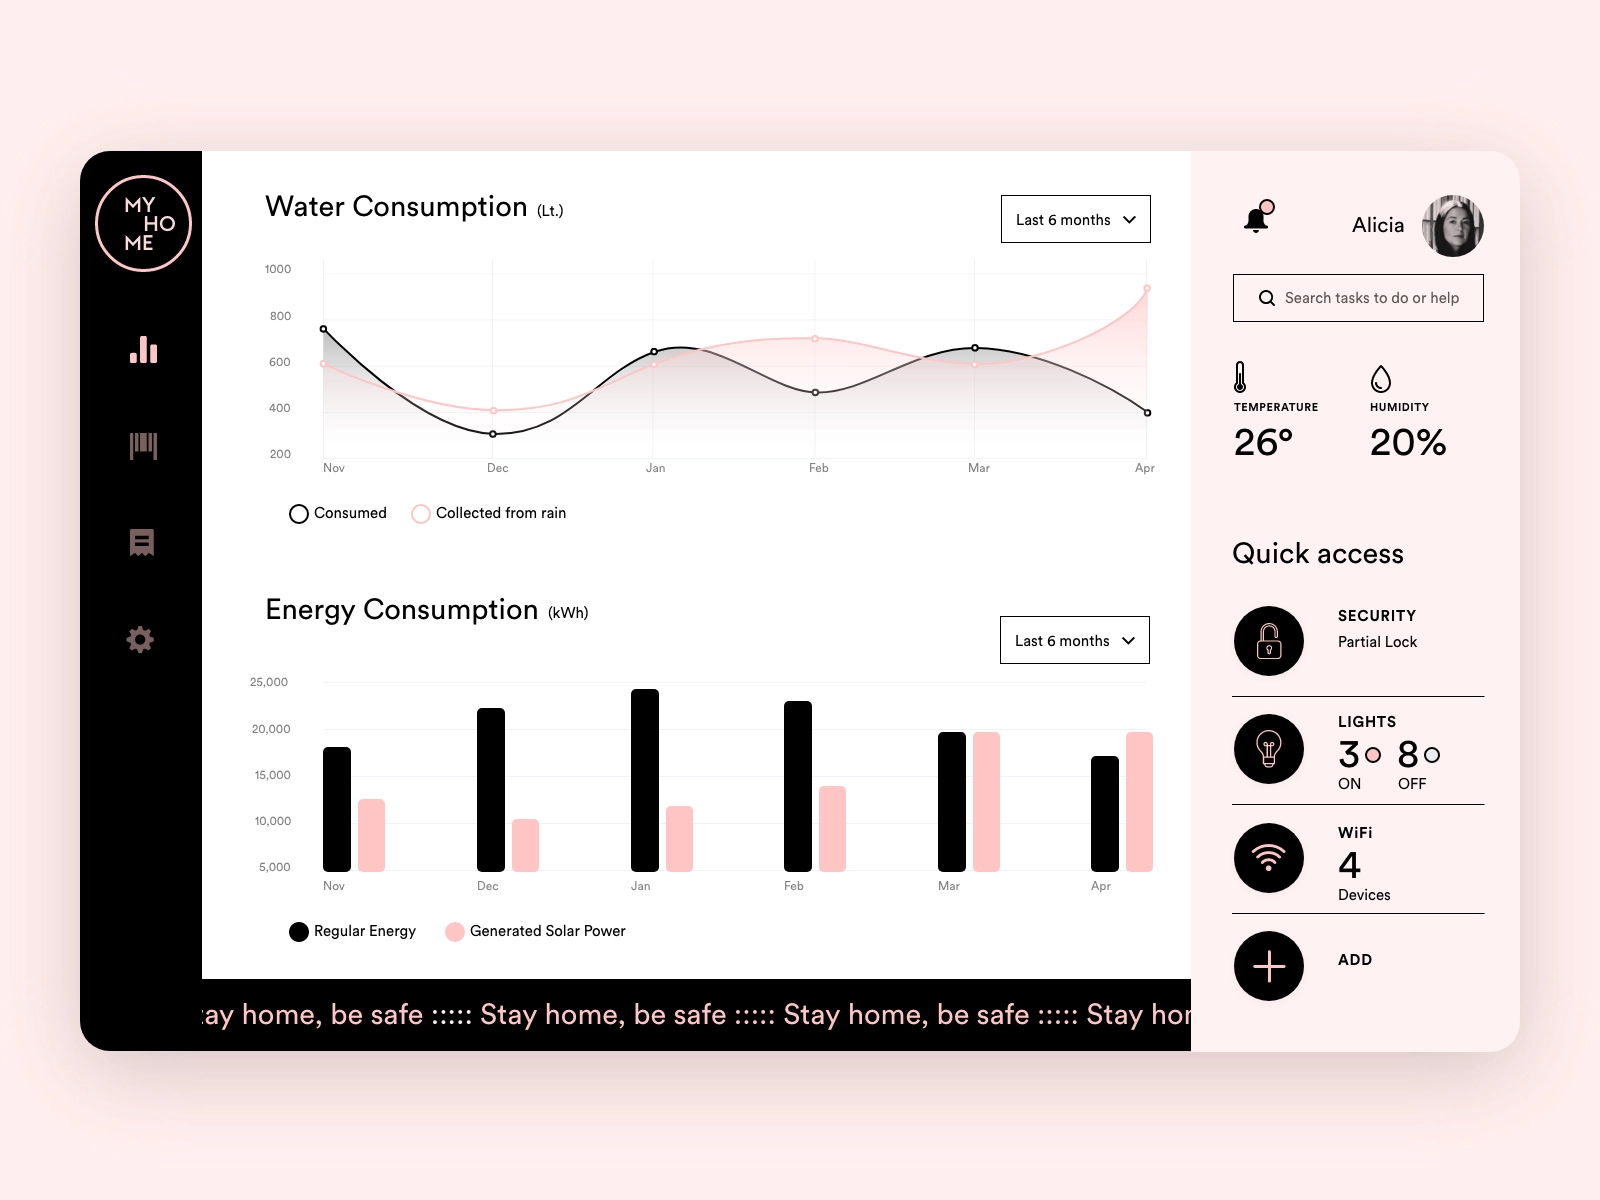 MY
HO
ME
Water Consumption (Lt.)
Last 6 months
1000
800
600
400
200
Nov Dec Jan Feb Mar Apr
Consumed Collected from rain
Energy Consumption (kWh)
Last 6 months
25,000
20,000
15,000
10,000
5,000
Nov Dec Jan Feb Mar Apr
Regular Energy Generated Solar Power
ay home, be safe ::::: Stay home, be safe ::::: Stay home, be safe ::::: Stay hor
Alicia
Search tasks to do or help
TEMPERATURE HUMIDITY
26° 20%
Quick access
SECURITY
Partial Lock
LIGHTS
3 8
ON OFF
WiFi
4
Devices
ADD